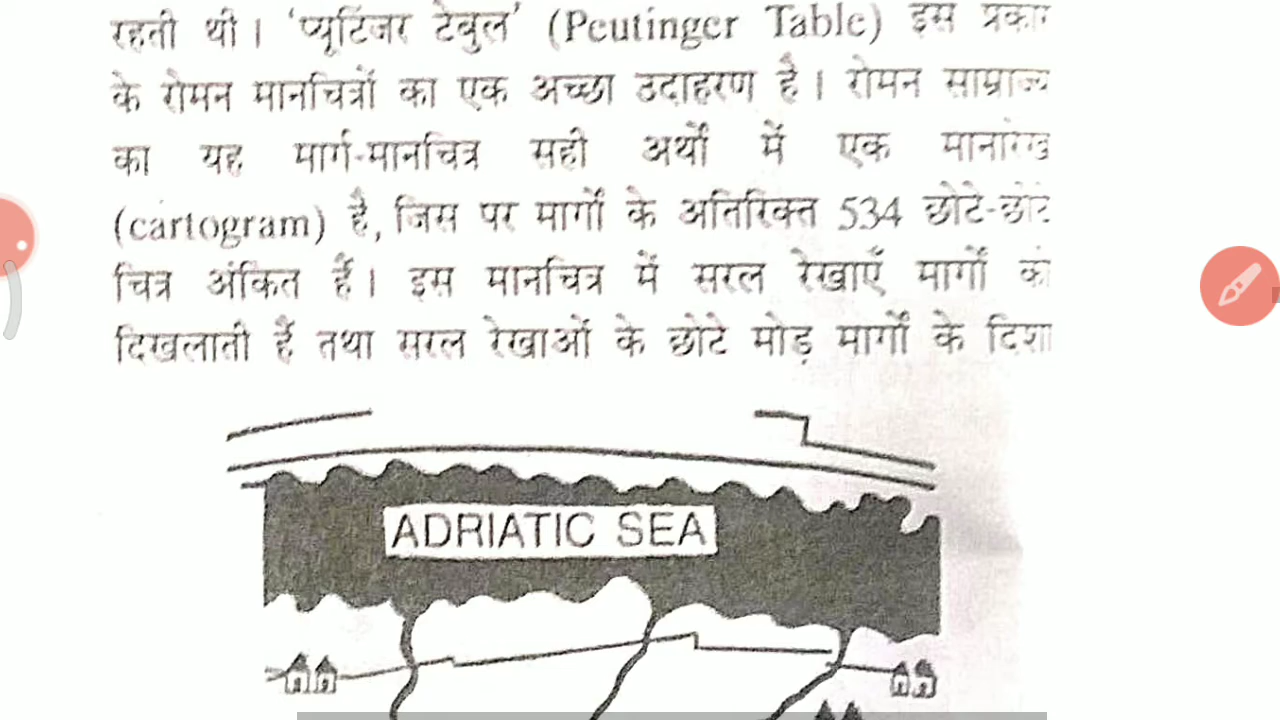 रहती थी। 'प्यूटिंजर टेबुल' (Peutinger Table) इस प्रकार
के रोमन मानचित्रों का एक अच्छा उदाहरण है। रोमन साम्राज्य
का यह मार्ग-मानचित्र सही अर्थों में एक मानारेख
(cartogram) है, जिस पर मार्गों के अतिरिक्त 534 छोटे-छोटे
चित्र अंकित हैं। इस मानचित्र में सरल रेखाएँ मार्गों को
दिखलाती हैं तथा सरल रेखाओं के छोटे मोड़ मार्गों के दिशा
ADRIATIC SEA